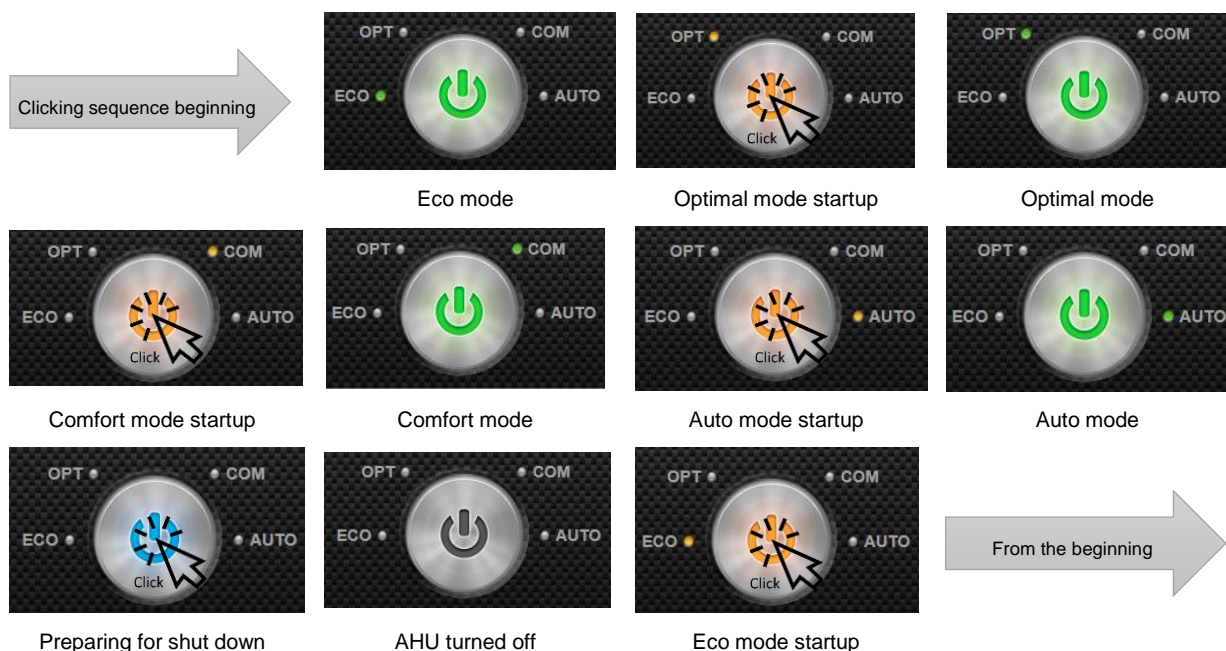 Clicking sequence beginning
OPT COM
ECO AUTO
Eco mode
OPT COM
ECO AUTO
Click
Optimal mode startup
OPT COM
ECO AUTO
Optimal mode
OPT COM
ECO AUTO
Click
Comfort mode startup
OPT COM
ECO AUTO
Comfort mode
OPT COM
ECO AUTO
Click
Auto mode startup
OPT COM
ECO AUTO
Auto mode
OPT COM
ECO AUTO
Click
Preparing for shut down
OPT COM
ECO AUTO
AHU turned off
OPT COM
ECO AUTO
Click
Eco mode startup
From the beginning